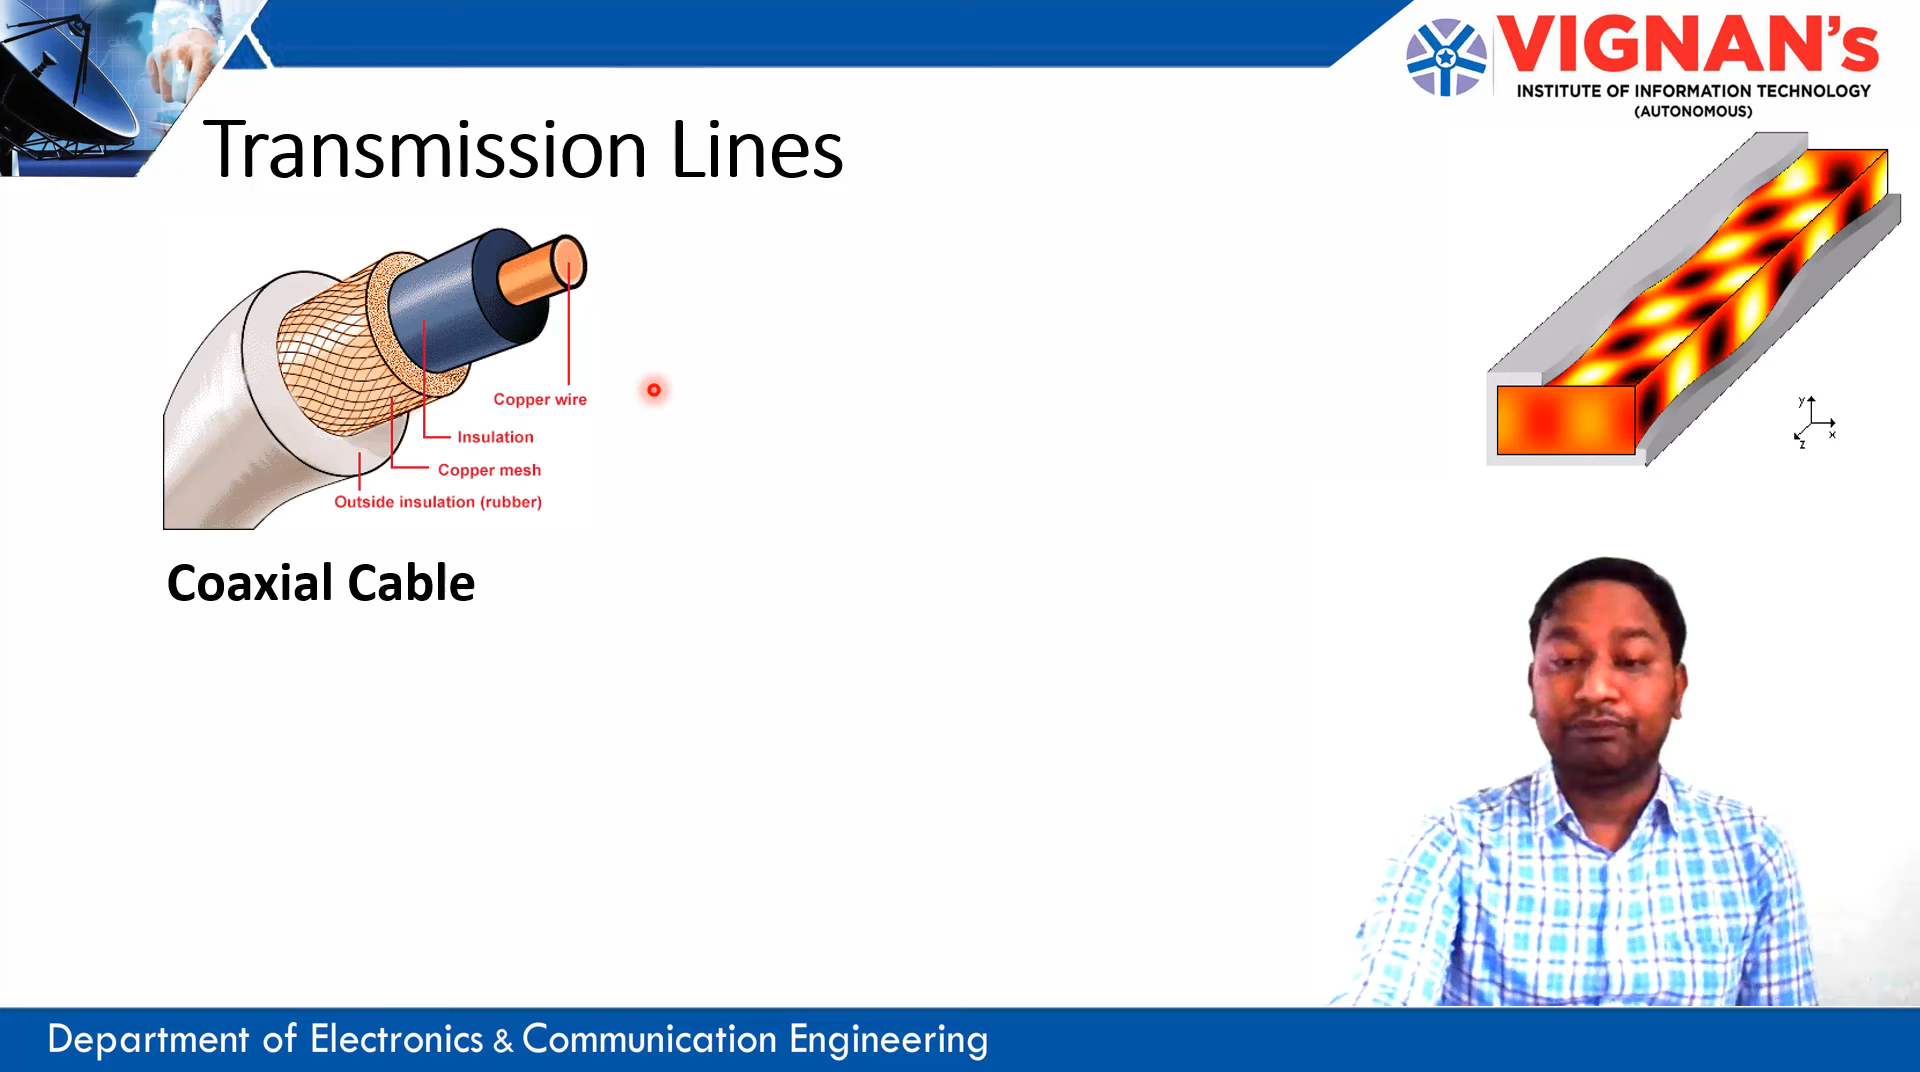 VIGNAN's
INSTITUTE OF INFORMATION TECHNOLOGY
(AUTONOMOUS)
Transmission Lines
Copper wire
Insulation
Copper mesh
Outside insulation (rubber)
y
x
z
Coaxial Cable
Department of Electronics & Communication Engineering